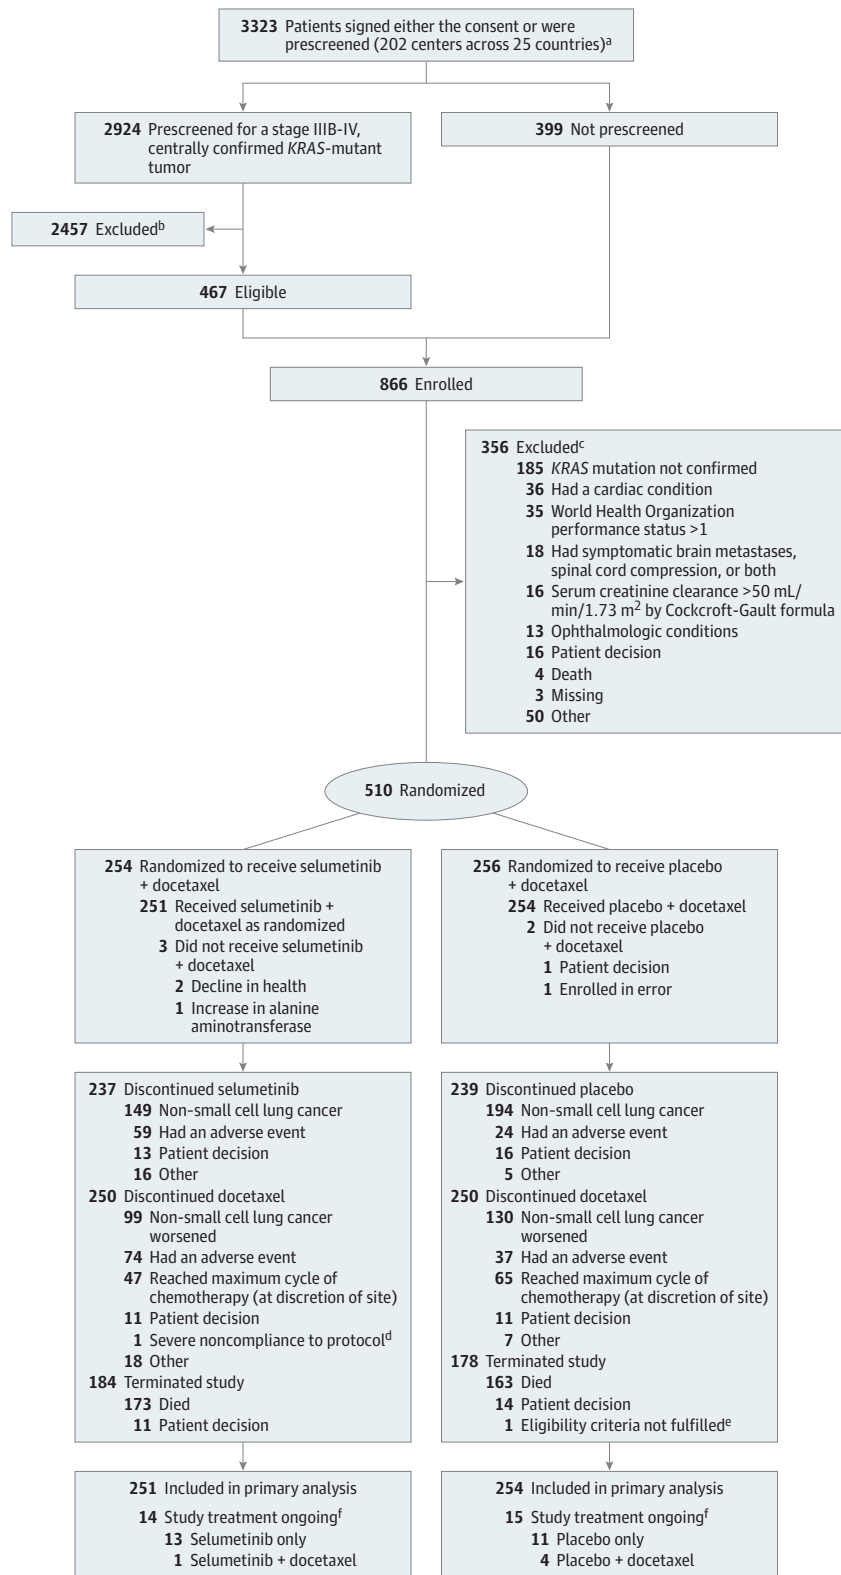 3323 Patients signed either the consent or were
prescreened (202 centers across 25 countries)a
2924 Prescreened for a stage IIIB-IV,
centrally confirmed KRAS-mutant
tumor
399 Not prescreened
2457 Excludedb
467 Eligible
866 Enrolled
356 Excludedc
185 KRAS mutation not confirmed
36 Had a cardiac condition
35 World Health Organization
performance status >1
18 Had symptomatic brain metastases,
spinal cord compression, or both
16 Serum creatinine clearance >50 mL/
min/1.73 m2 by Cockcroft-Gault formula
13 Ophthalmologic conditions
16 Patient decision
4 Death
3 Missing
50 Other
510 Randomized
254 Randomized to receive selumetinib
+ docetaxel
251 Received selumetinib +
docetaxel as randomized
3 Did not receive selumetinib
+ docetaxel
2 Decline in health
1 Increase in alanine
aminotransferase
256 Randomized to receive placebo
+ docetaxel
254 Received placebo + docetaxel
2 Did not receive placebo
+ docetaxel
1 Patient decision
1 Enrolled in error
237 Discontinued selumetinib
149 Non-small cell lung cancer
59 Had an adverse event
13 Patient decision
16 Other
250 Discontinued docetaxel
99 Non-small cell lung cancer
worsened
74 Had an adverse event
47 Reached maximum cycle of
chemotherapy (at discretion of site)
11 Patient decision
1 Severe noncompliance to protocold
18 Other
184 Terminated study
173 Died
11 Patient decision
239 Discontinued placebo
194 Non-small cell lung cancer
24 Had an adverse event
16 Patient decision
5 Other
250 Discontinued docetaxel
130 Non-small cell lung cancer
worsened
37 Had an adverse event
65 Reached maximum cycle of
chemotherapy (at discretion of site)
11 Patient decision
7 Other
178 Terminated study
163 Died
14 Patient decision
1 Eligibility criteria not fulfillede
251 Included in primary analysis
14 Study treatment ongoingf
13 Selumetinib only
1 Selumetinib + docetaxel
254 Included in primary analysis
15 Study treatment ongoingf
11 Placebo only
4 Placebo + docetaxel